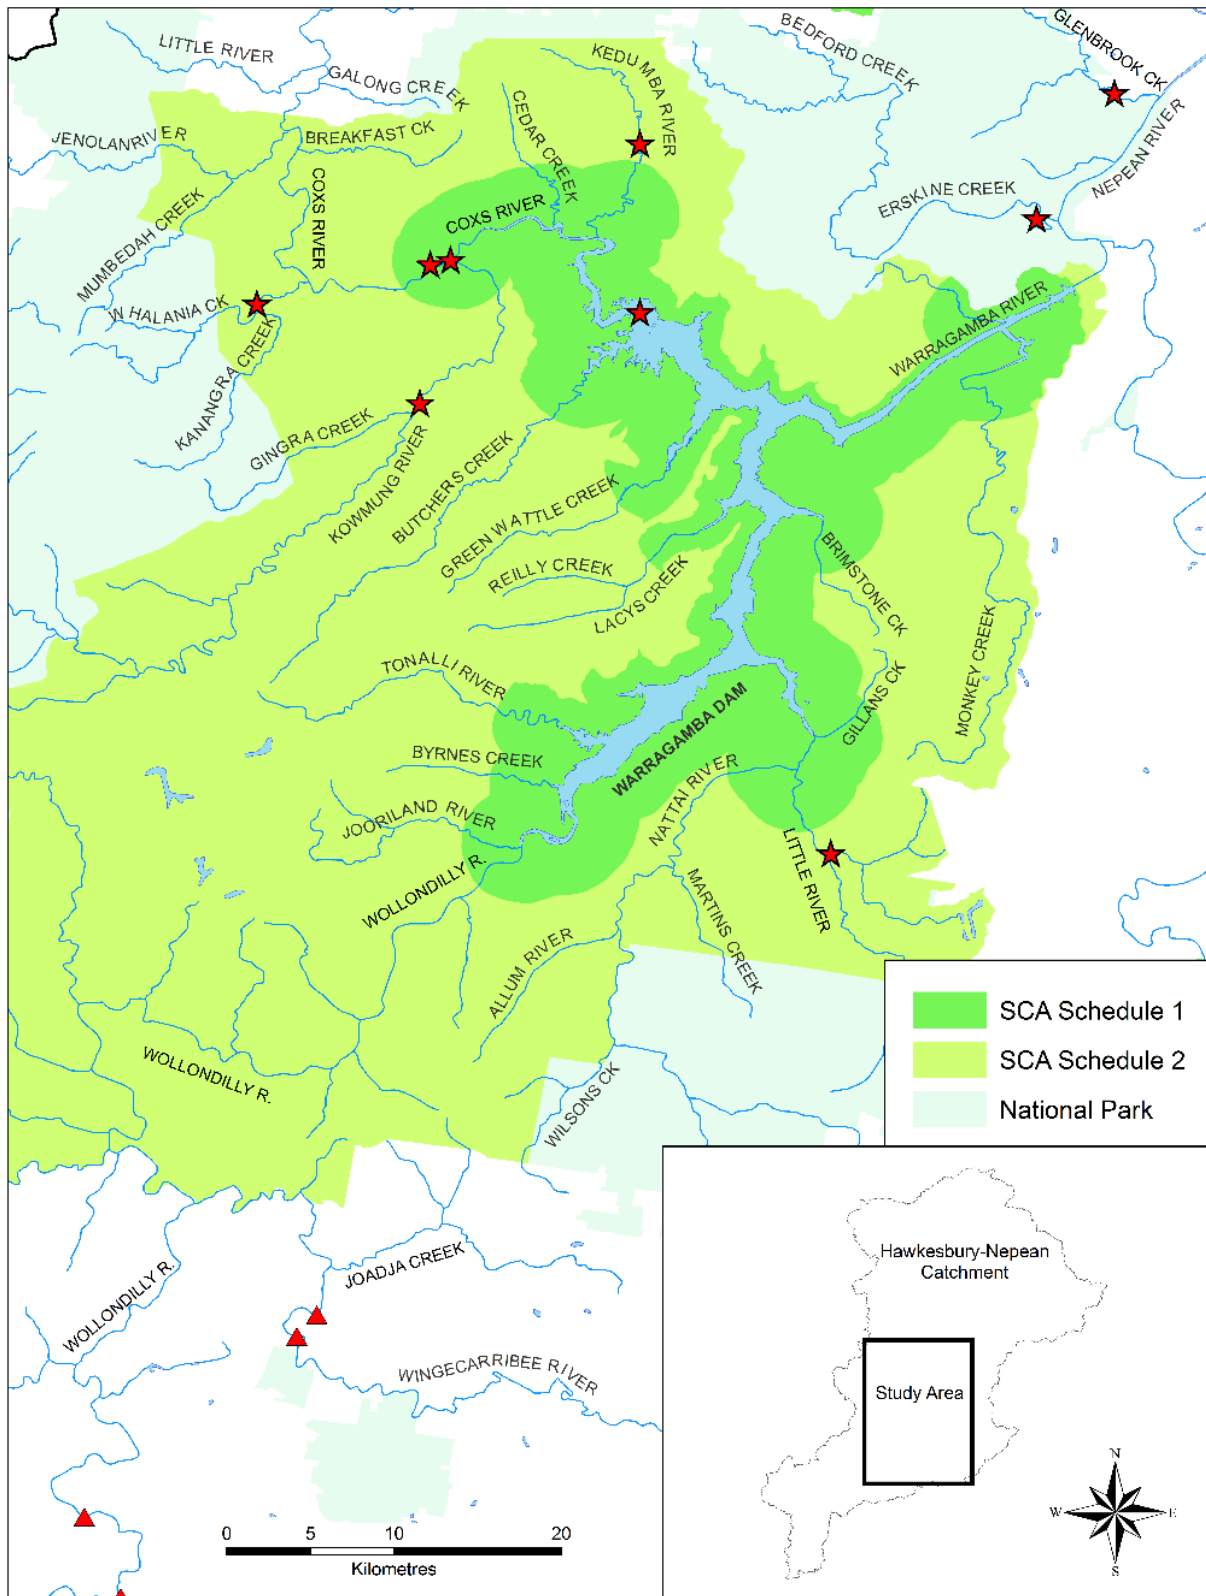 LITTLE RIVER
GALONG CREEK
KEDUMBA RIVER
BEDFORD CREEK
GLENBROOK CK
JENOLANRIVER
BREAKFAST CK
CEDAR CREEK
NEPEAN RIVER
MUMBEDAH CREEK
COXS RIVER
COXS RIVER
ERSKINE CREEK
W HALANIA CK
KANANGRA CREEK
WARRAGAMBA RIVER
GINGRA CREEK
KOWMUNG RIVER
BUTCHERS CREEK
GREEN WATTLE CREEK
REILLY CREEK
LACYS CREEK
BRIMSTONE CK
MONKEY CREEK
TONALLI RIVER
GILLANS CK
BYRNES CREEK
WARRAGAMBA DAM
JOORILAND RIVER
NATTAI RIVER
WOLLONDILLY R.
MARTINS CREEK
LITTLE RIVER
ALLUM RIVER
WOLLONDILLY R.
WILSONS CK
SCA Schedule 1
SCA Schedule 2
National Park
WOLLONDILLY R.
JOADJA CREEK
WINGECARRIBEE RIVER
Hawkesbury-Nepean
Catchment
Study Area
N
W
E
S
0 5 10 20
Kilometres